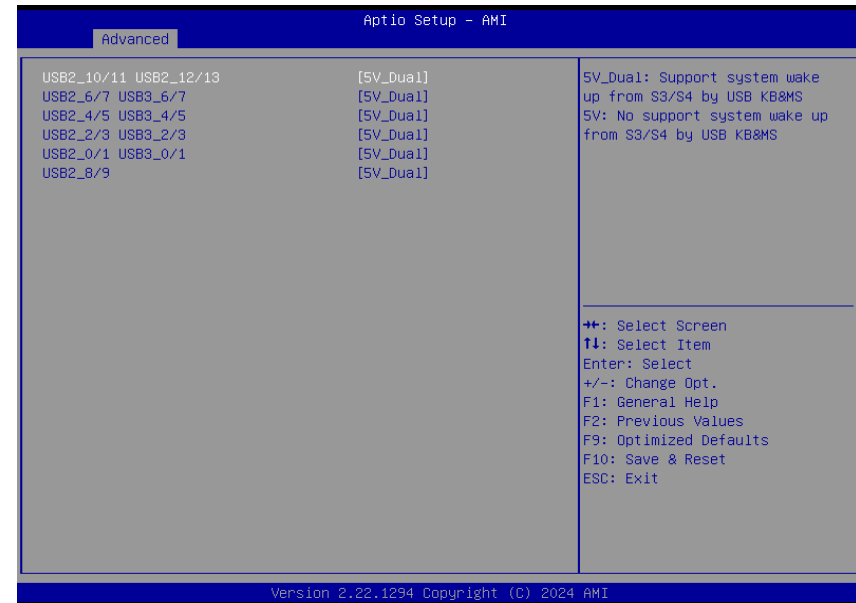 Aptio Setup – AMI
Advanced
USB2_10/11 USB2_12/13 [5V_Dual]
USB2_6/7 USB3_6/7 [5V_Dual]
USB2_4/5 USB3_4/5 [5V_Dual]
USB2_2/3 USB3_2/3 [5V_Dual]
USB2_0/1 USB3_0/1 [5V_Dual]
USB2_8/9 [5V_Dual]
5V_Dual: Support system wake
up from S3/S4 by USB KB&MS
5V: No support system wake up
from S3/S4 by USB KB&MS
→←: Select Screen
↑↓: Select Item
Enter: Select
+/-: Change Opt.
F1: General Help
F2: Previous Values
F9: Optimized Defaults
F10: Save & Reset
ESC: Exit
Version 2.22.1294 Copyright (C) 2024 AMI